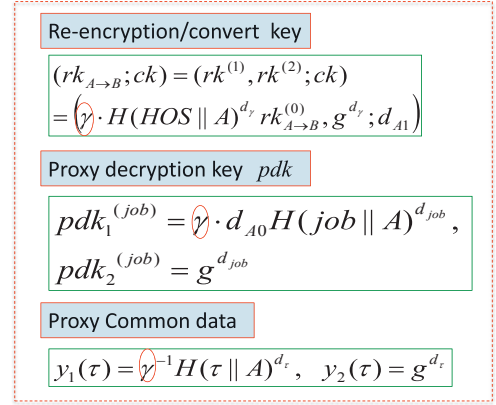 Re-encryption/convert key
(rk_{A→B};ck) = (rk^{(1)},rk^{(2)};ck)
=(γ·H(HOS || A)^{d_γ} rk_{A→B}^{(0)},g^{d_γ};d_{A1})
Proxy decryption key pdk
pdk_1^{(job)} = γ·d_{A0}H(job || A)^{d_{job}},
pdk_2^{(job)} = g^{d_{job}}
Proxy Common data
y_1(τ) = γ^{-1}H(τ || A)^{d_τ}, y_2(τ) = g^{d_τ}